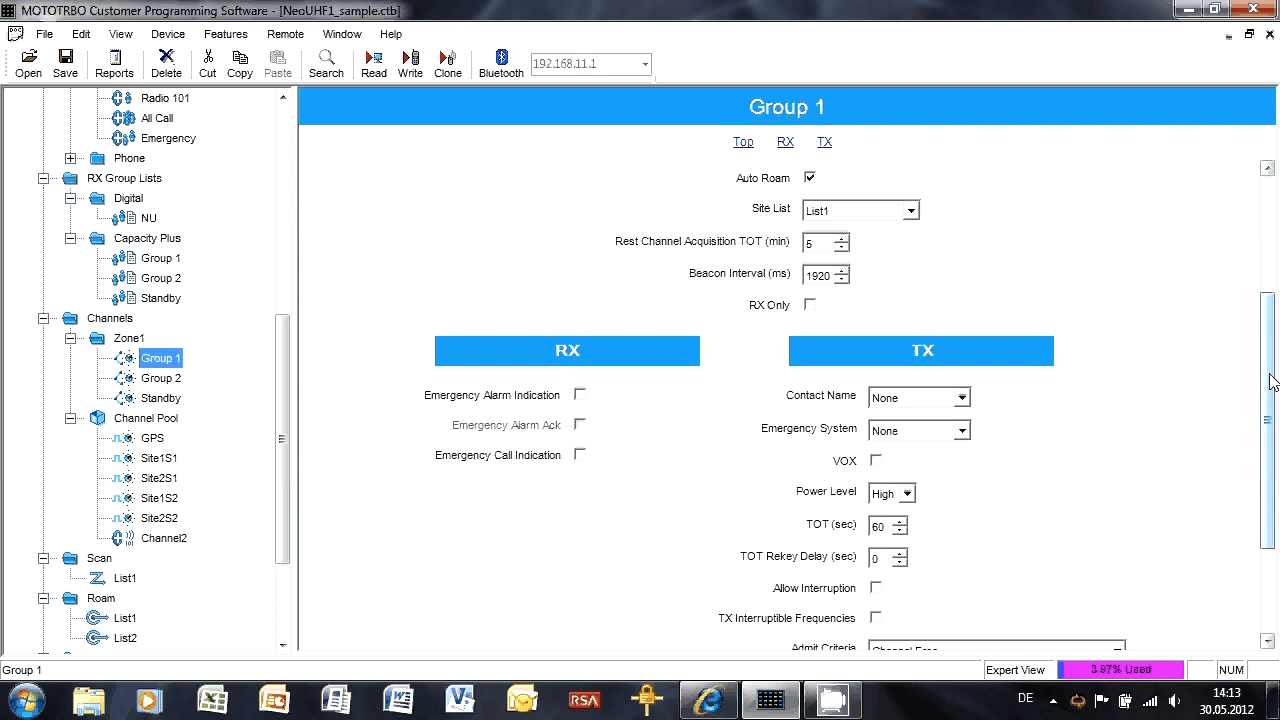 MOTOTRBO Customer Programming Software - [NeoUHF1_sample.ctb]
File Edit View Device Features Remote Window Help
Open Save Reports Delete Cut Copy Paste Search Read Write Clone Bluetooth 192.168.11.1
Radio 101
All Call
Emergency
Phone
RX Group Lists
Digital
NU
Capacity Plus
Group 1
Group 2
Standby
Channels
Zone1
Group 1
Group 2
Standby
Channel Pool
GPS
Site1S1
Site2S1
Site1S2
Site2S2
Channel2
Scan
List1
Roam
List1
List2
Group 1
Top RX TX
Auto Roam
Site List List1
Rest Channel Acquisition TOT (min) 5
Beacon Interval (ms) 1920
RX Only
RX
Emergency Alarm Indication
Emergency Alarm Ack
Emergency Call Indication
TX
Contact Name None
Emergency System None
VOX
Power Level High
TOT (sec) 60
TOT Rekey Delay (sec) 0
Allow Interruption
TX Interruptible Frequencies
Admit Criteria Channel Free
Group 1 Expert View 3.97% Used NUM
RSA DE 14:13
30.05.2012